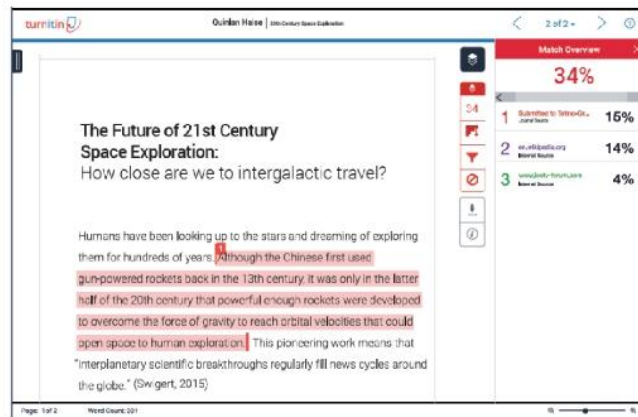 turnitin
Quinlan Haise | 20th Century Space Exploration
2 of 2
Match Overview
34%
34
1 Submitted to 15%
2 en.wikipedia.org 14%
Internet Source
3 4%
Internet Source
The Future of 21st Century
Space Exploration:
How close are we to intergalactic travel?
Humans have been looking up to the stars and dreaming of exploring
them for hundreds of years. 1 Although the Chinese first used
gun-powered rockets back in the 13th century, it was only in the latter
half of the 20th century that powerful enough rockets were developed
to overcome the force of gravity to reach orbital velocities that could
open space to human exploration. This pioneering work means that
"interplanetary scientific breakthroughs regularly fill news cycles around
the globe." (Swigert, 2015)
Page: 1 of 2 Word Count: